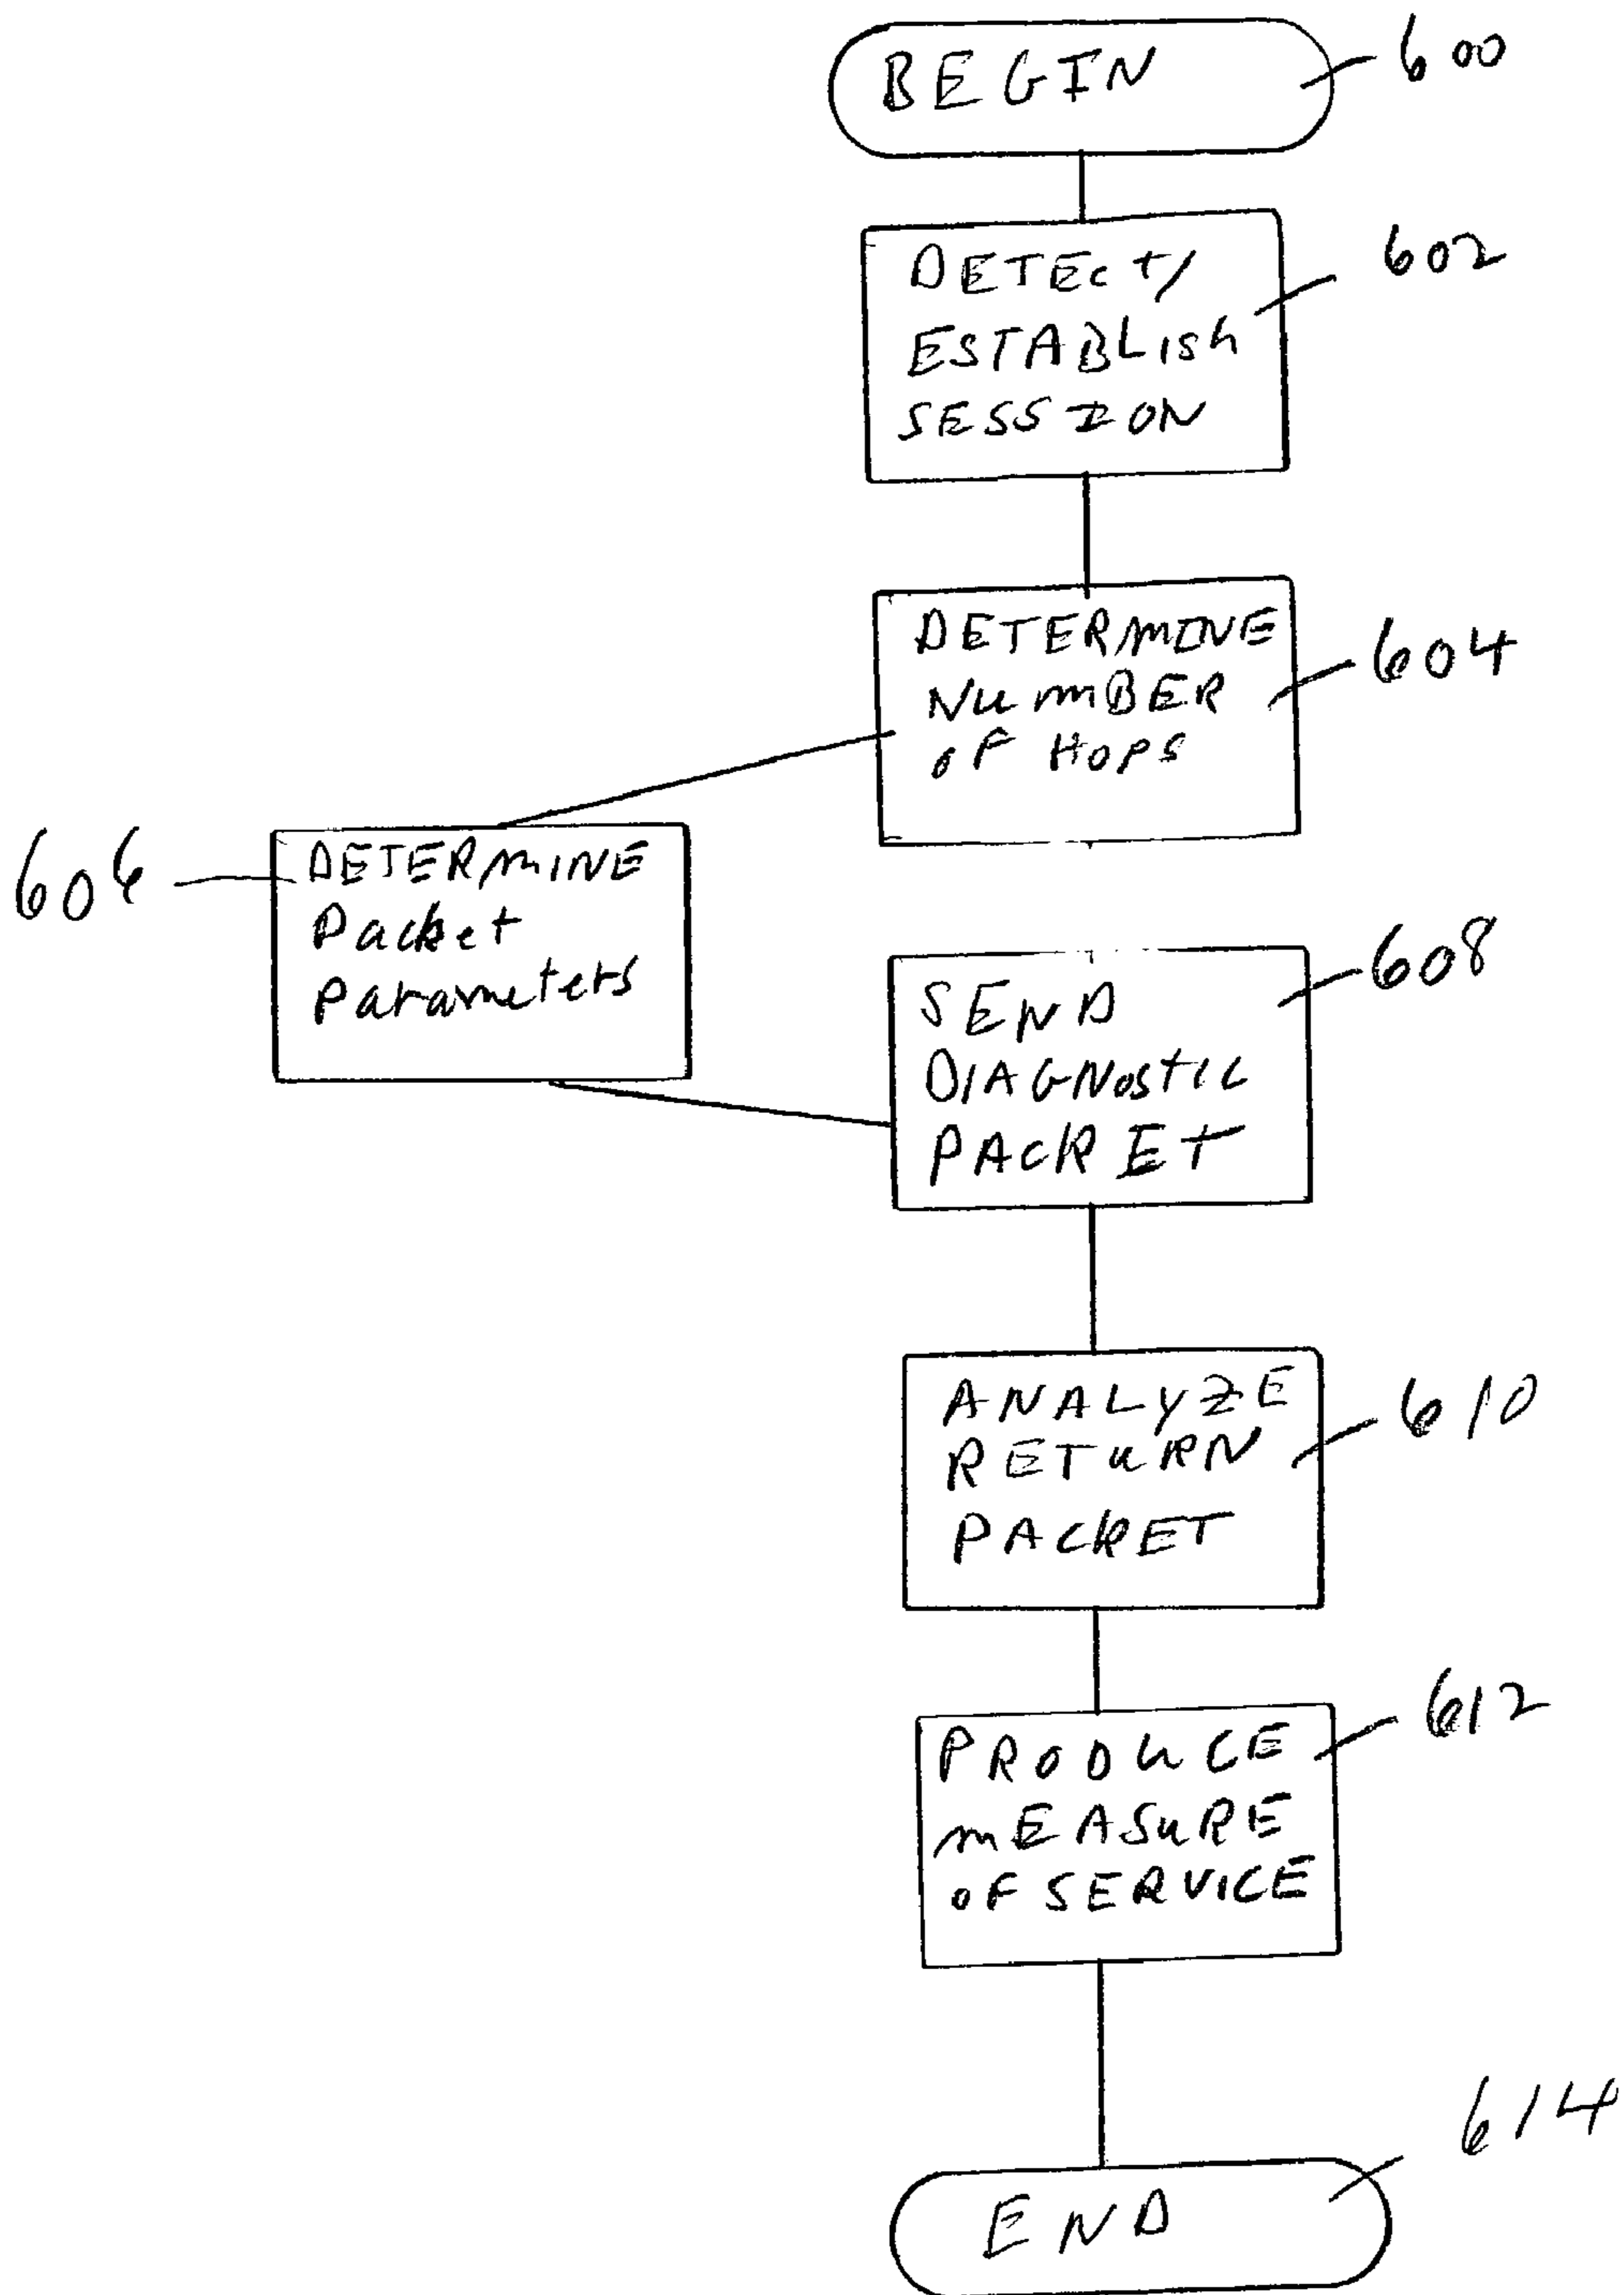 BEGIN
600
DETECT/
ESTABLISH
SESSION
602
DETERMINE
NUMBER
OF HOPS
604
606
DETERMINE
Packet
Parameters
SEND
DIAGNOSTIC
PACKET
608
ANALYZE
RETURN
PACKET
610
PRODUCE
MEASURE
OF SERVICE
612
END
614